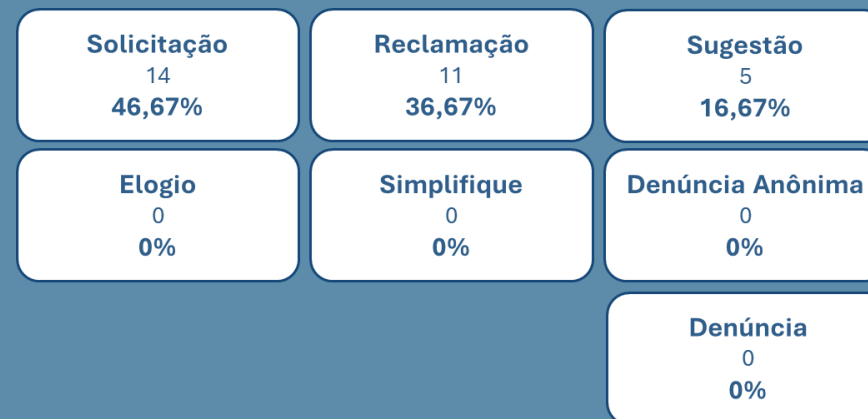 Solicitação
14
46,67%
Reclamação
11
36,67%
Sugestão
5
16,67%
Elogio
0
0%
Simplifique
0
0%
Denúncia Anônima
0
0%
Denúncia
0
0%